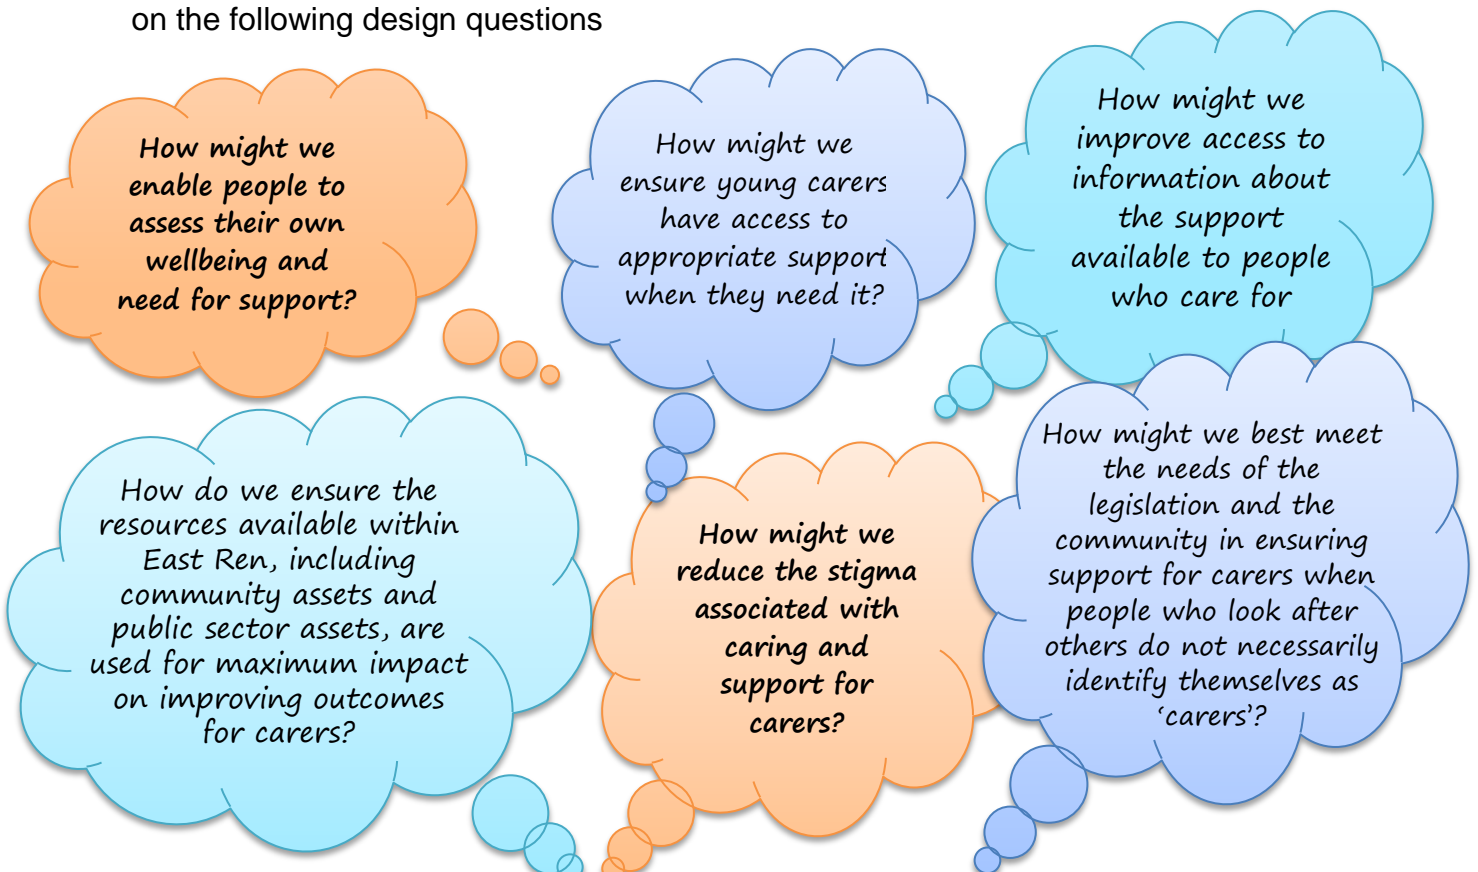 on the following design questions
How might we
enable people to
assess their own
wellbeing and
need for support?
How might we
ensure young carers
have access to
appropriate support
when they need it?
How might we
improve access to
information about
the support
available to people
who care for
How do we ensure the
resources available within
East Ren, including
community assets and
public sector assets, are
used for maximum impact
on improving outcomes
for carers?
How might we
reduce the stigma
associated with
caring and
support for
carers?
How might we best meet
the needs of the
legislation and the
community in ensuring
support for carers when
people who look after
others do not necessarily
identify themselves as
‘carers’?